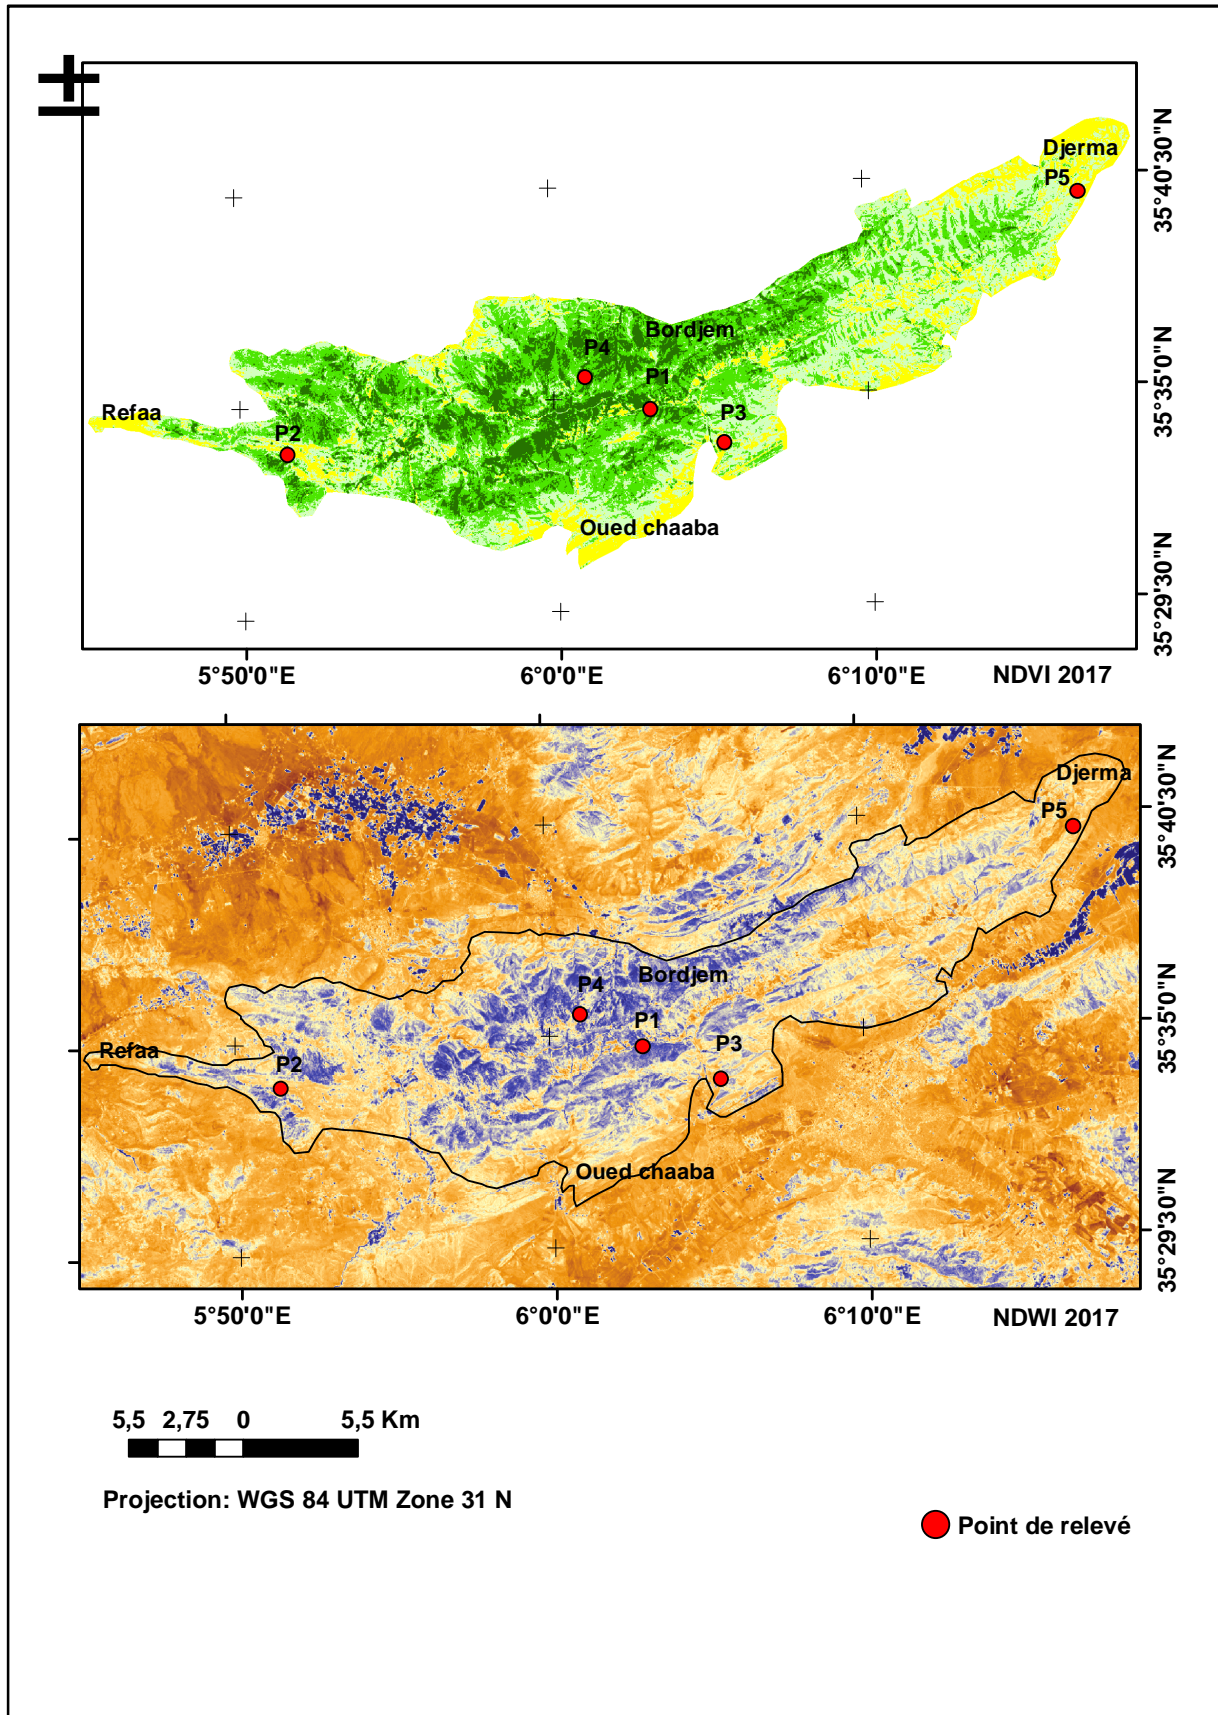 Djerma
P5
35°40'30"N
Bordjem
P4
P1
35°35'0"N
Refaa
P2
P3
Oued chaaba
35°29'30"N
5°50'0"E
6°0'0"E
6°10'0"E
NDVI 2017
Djerma
P5
35°40'30"N
Bordjem
P4
P1
35°35'0"N
Refaa
P2
P3
Oued chaaba
35°29'30"N
5°50'0"E
6°0'0"E
6°10'0"E
NDWI 2017
5,5 2,75 0 5,5 Km
Projection: WGS 84 UTM Zone 31 N
Point de relevé